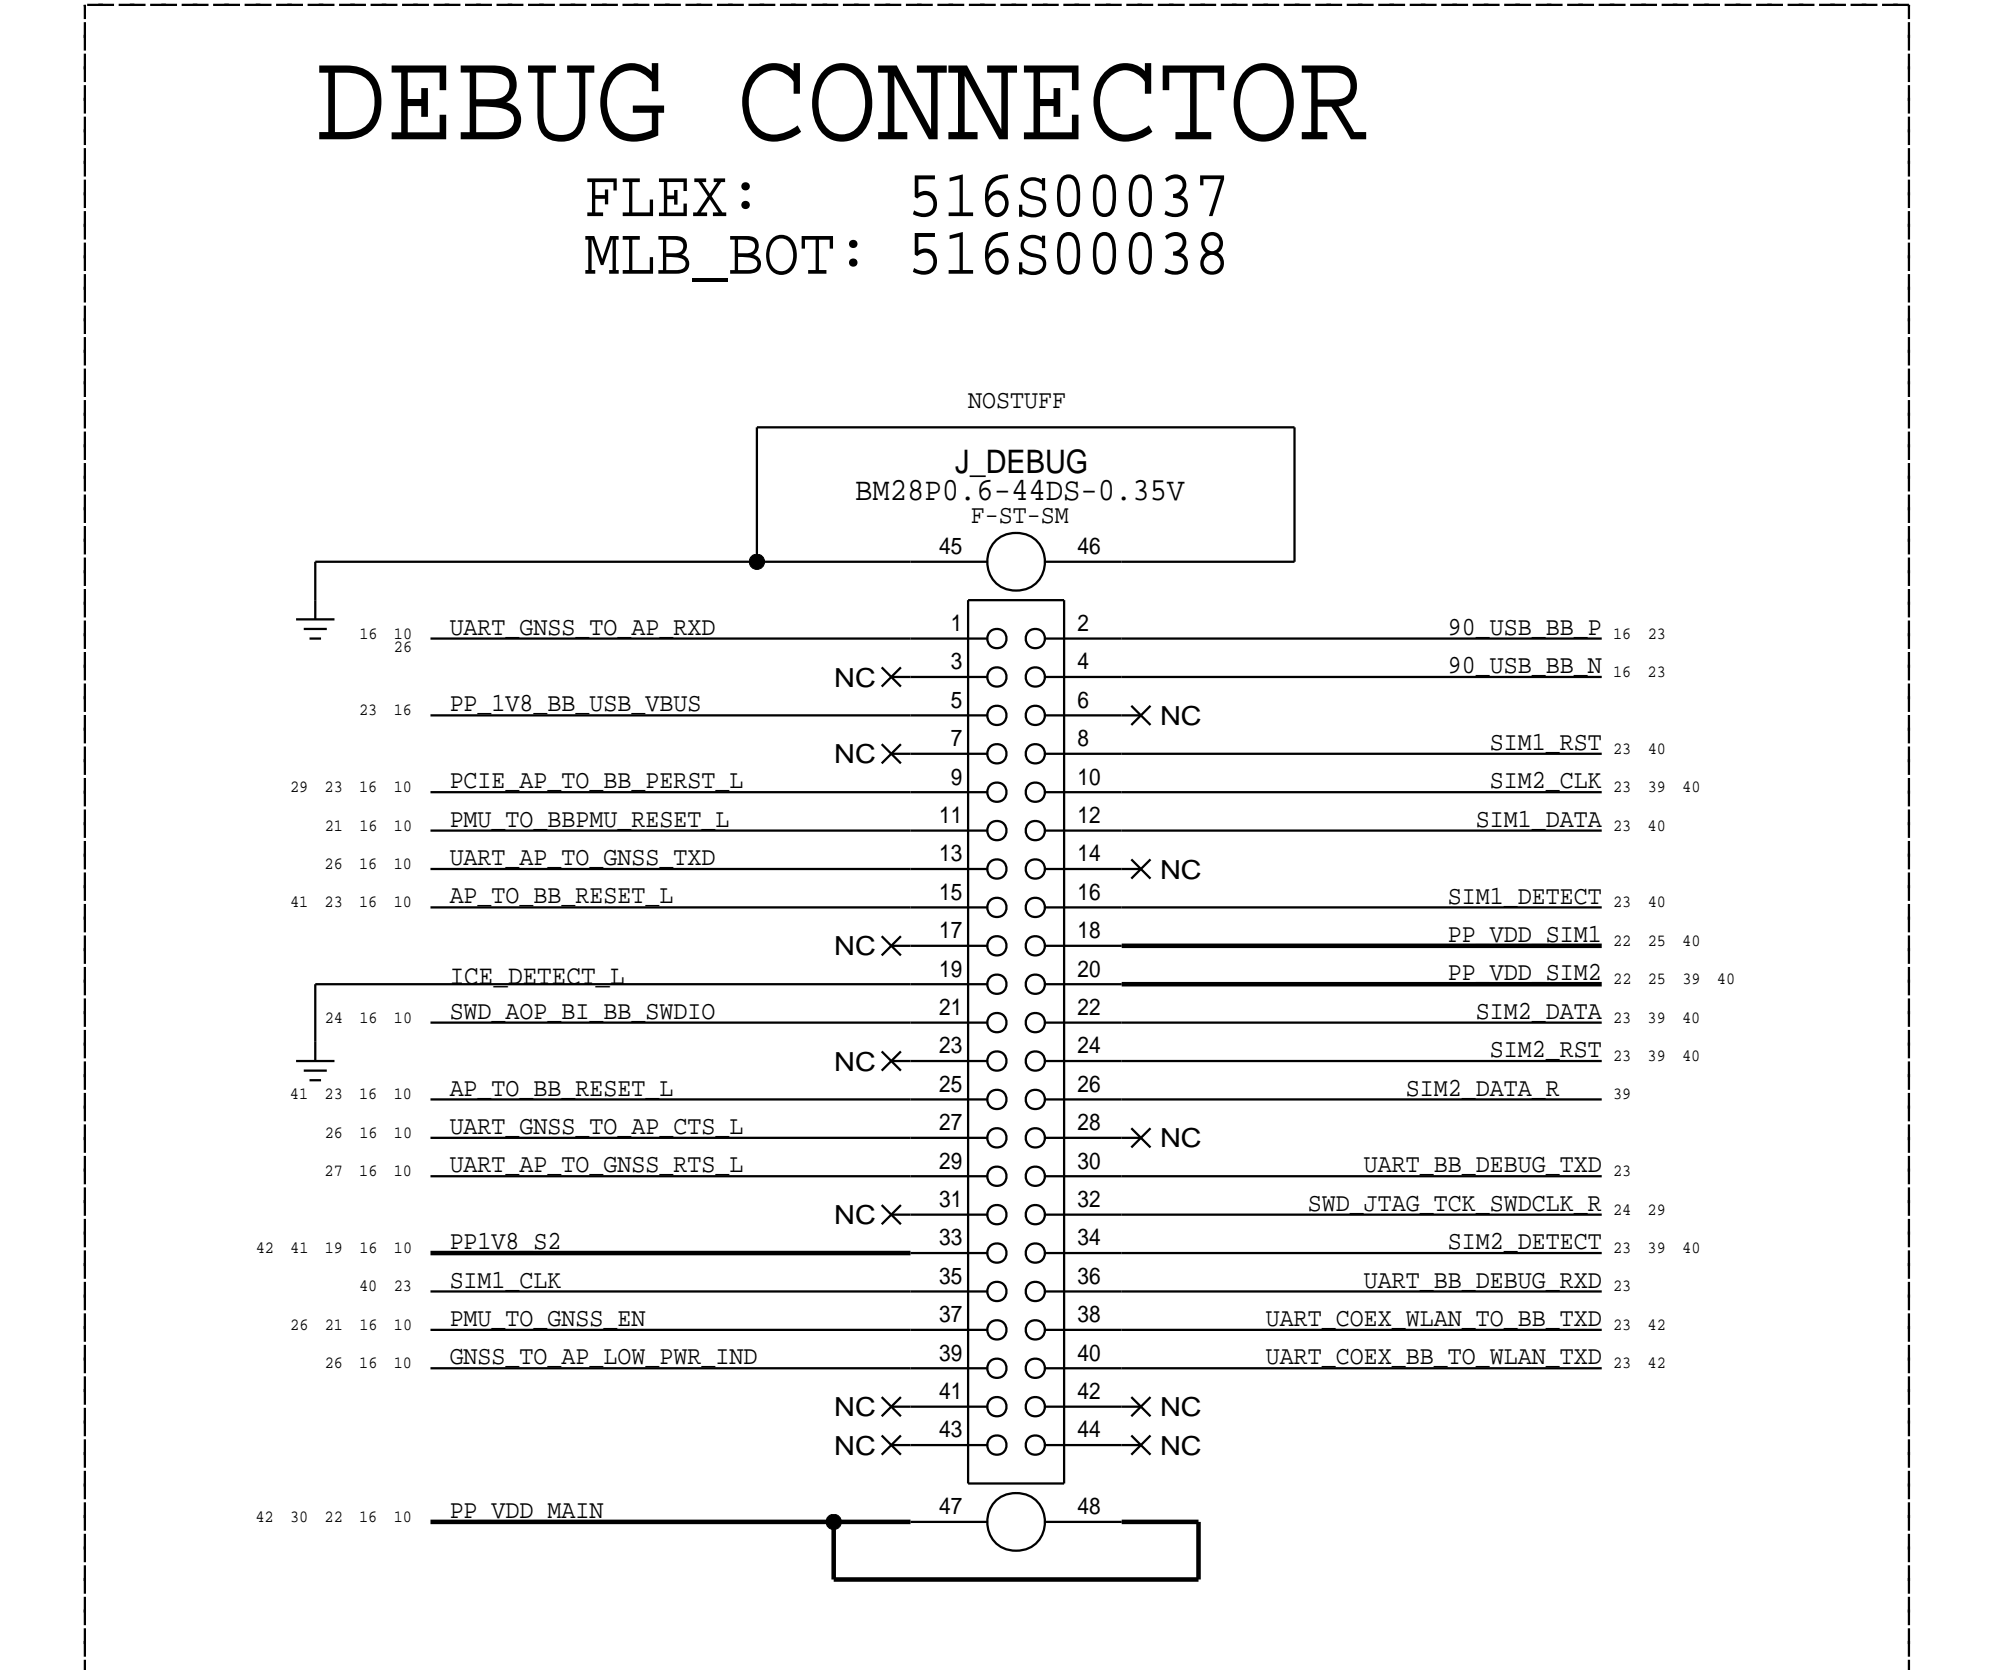 DEBUG CONNECTOR
FLEX: 516S00037
MLB_BOT: 516S00038
NOSTUFF
J_DEBUG
BM28P0.6-44DS-0.35V
F-ST-SM
45 46
16 10 UART_GNSS_TO_AP_RXD 1 2 90_USB_BB_P 16 23
26
NC 3 4 90_USB_BB_N 16 23
23 16 PP_1V8_BB_USB_VBUS 5 6 NC
NC 7 8 SIM1_RST 23 40
29 23 16 10 PCIE_AP_TO_BB_PERST_L 9 10 SIM2_CLK 23 39 40
21 16 10 PMU_TO_BBPMU_RESET_L 11 12 SIM1_DATA 23 40
26 16 10 UART_AP_TO_GNSS_TXD 13 14 NC
41 23 16 10 AP_TO_BB_RESET_L 15 16 SIM1_DETECT 23 40
NC 17 18 PP_VDD_SIM1 22 25 40
ICE_DETECT_L 19 20 PP_VDD_SIM2 22 25 39 40
24 16 10 SWD_AOP_BI_BB_SWDIO 21 22 SIM2_DATA 23 39 40
NC 23 24 SIM2_RST 23 39 40
41 23 16 10 AP_TO_BB_RESET_L 25 26 SIM2_DATA_R 39
26 16 10 UART_GNSS_TO_AP_CTS_L 27 28 NC
27 16 10 UART_AP_TO_GNSS_RTS_L 29 30 UART_BB_DEBUG_TXD 23
NC 31 32 SWD_JTAG_TCK_SWDCLK_R 24 29
42 41 19 16 10 PP1V8_S2 33 34 SIM2_DETECT 23 39 40
40 23 SIM1_CLK 35 36 UART_BB_DEBUG_RXD 23
26 21 16 10 PMU_TO_GNSS_EN 37 38 UART_COEX_WLAN_TO_BB_TXD 23 42
26 16 10 GNSS_TO_AP_LOW_PWR_IND 39 40 UART_COEX_BB_TO_WLAN_TXD 23 42
NC 41 42 NC
NC 43 44 NC
42 30 22 16 10 PP_VDD_MAIN 47 48